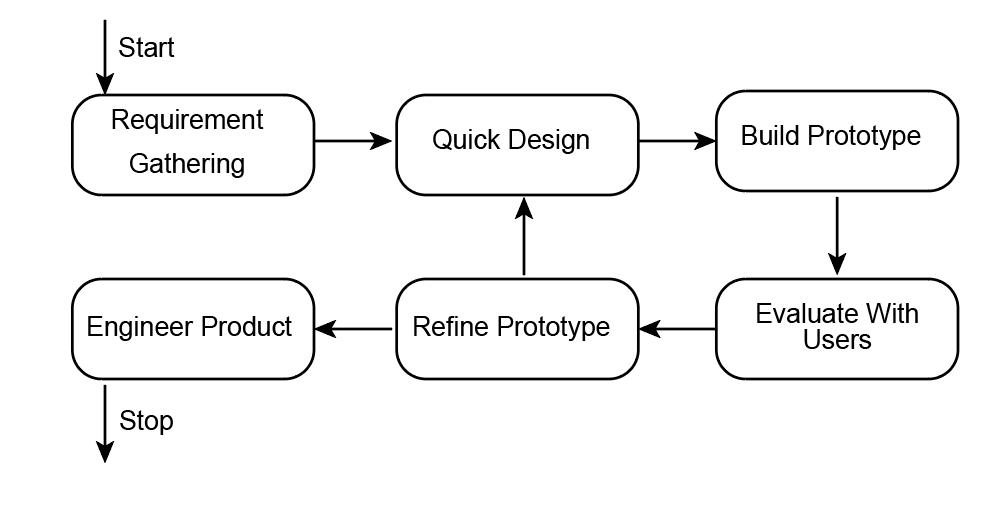 Start
Requirement
Gathering
Quick Design
Build Prototype
Engineer Product
Refine Prototype
Evaluate With
Users
Stop